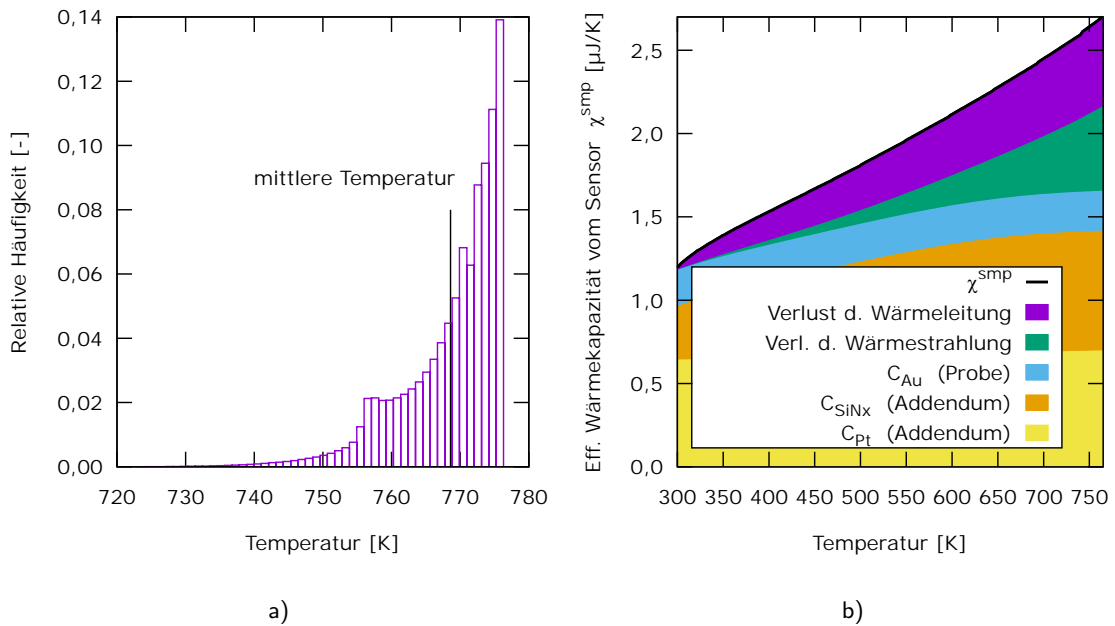 Relative Häufigkeit [-]
0,14
0,12
0,10
0,08
0,06
0,04
0,02
0,00
mittlere Temperatur
720 730 740 750 760 770 780
Temperatur [K]
a)
Eff. Wärmekapazität vom Sensor χ^smp [µJ/K]
2,5
2,0
1,5
1,0
0,5
0,0
χ^smp
Verlust d. Wärmeleitung
Verl. d. Wärmestrahlung
C_Au (Probe)
C_SiNx (Addendum)
C_Pt (Addendum)
300 350 400 450 500 550 600 650 700 750
Temperatur [K]
b)